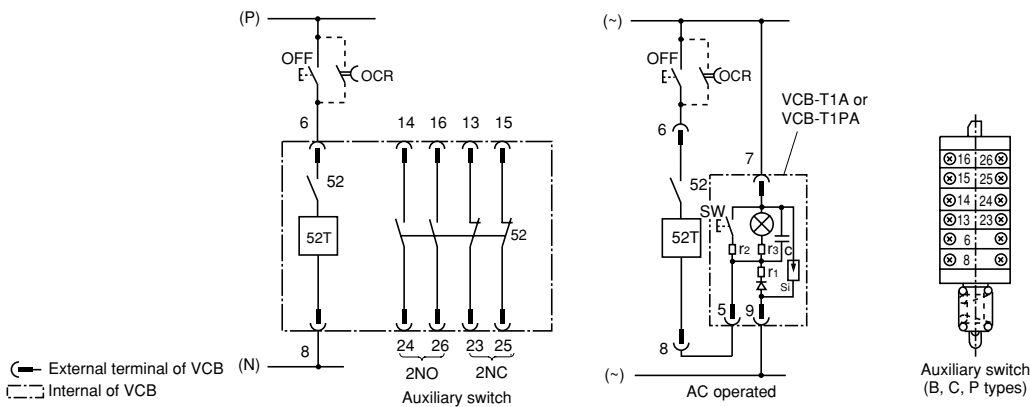 (P)
OFF
OCR
6
14 16 13 15
52
52T
52
8
24 26 23 25
(N)
2NO 2NC
Auxiliary switch
External terminal of VCB
Internal of VCB
(~)
OFF
OCR
VCB-T1A or
VCB-T1PA
6
7
52
SW
52T
r2 r3 c
r1
Si
5 9
8
(~)
AC operated
16 26
15 25
14 24
13 23
6
8
Auxiliary switch
(B, C, P types)